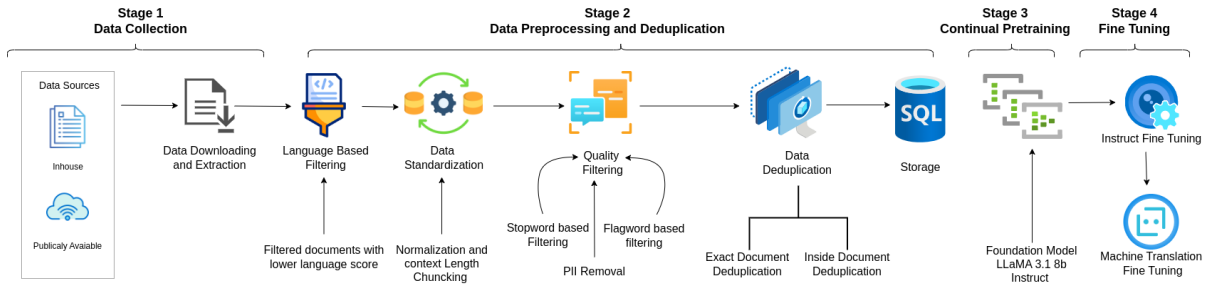 Stage 1
Data Collection
Stage 2
Data Preprocessing and Deduplication
Stage 3
Continual Pretraining
Stage 4
Fine Tuning
Data Sources
Inhouse
Publicaly Avaiable
Data Downloading
and Extraction
Language Based
Filtering
Filtered documents with
lower language score
Data
Standardization
Normalization and
context Length
Chuncking
Quality
Filtering
Stopword based
Filtering
PII Removal
Flagword based
filtering
Data
Deduplication
Exact Document
Deduplication
Inside Document
Deduplication
SQL
Storage
Foundation Model
LLaMA 3.1 8b
Instruct
Instruct Fine Tuning
Machine Translation
Fine Tuning